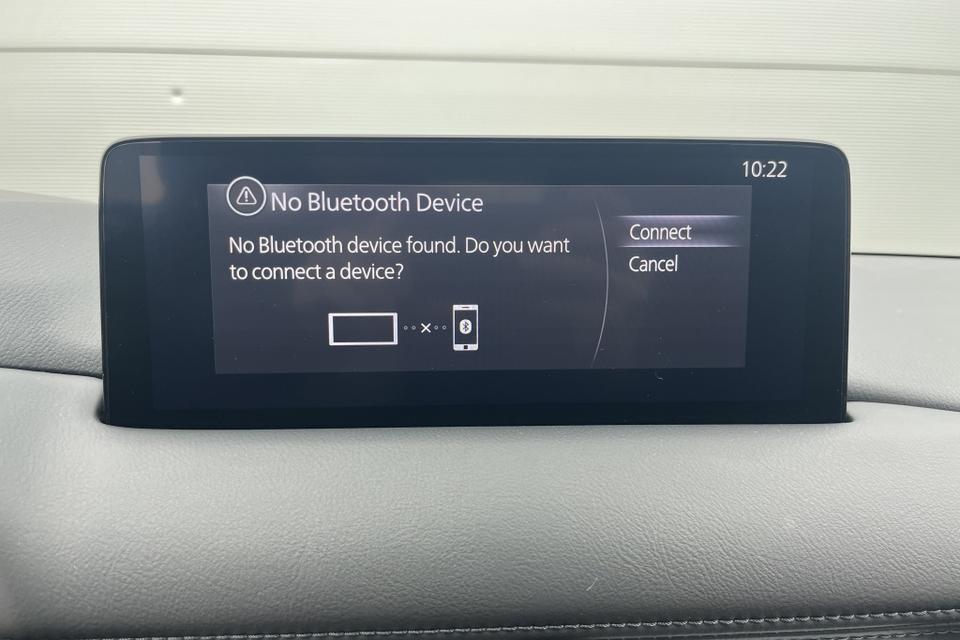 10:22
No Bluetooth Device
No Bluetooth device found. Do you want
to connect a device?
Connect
Cancel